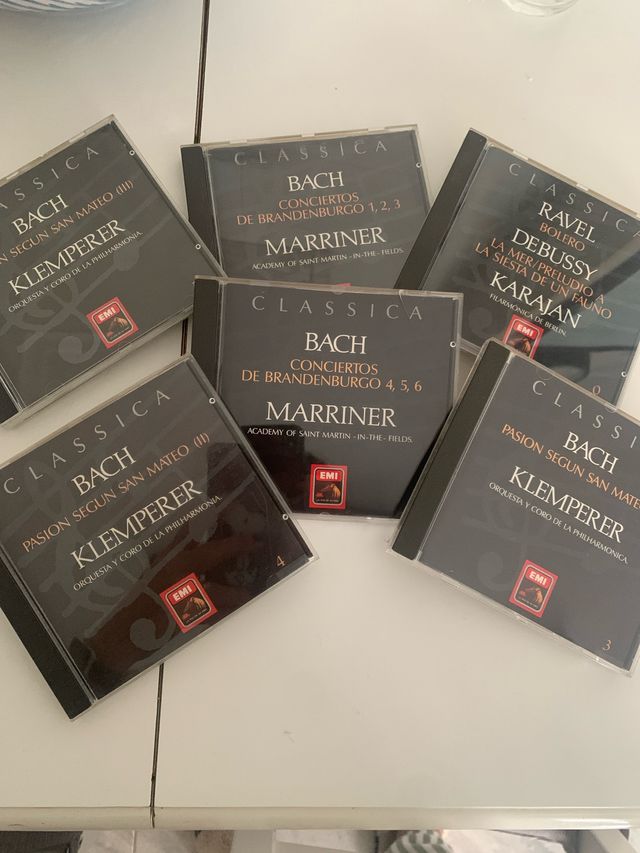 ASSICA
BACH
N SEGUN SAN MATEO (III)
KLEMPERER
ORQUESTA Y CORO DE LA PHILHARMONIA.
EMI
CLASSICA
BACH
CONCIERTOS
DE BRANDENBURGO 1, 2, 3
MARRINER
ACADEMY OF SAINT MARTIN -IN-THE- FIELDS.
CLASSICA
RAVEL
BOLERO
DEBUSSY
LA MER/PRELUDIO A
LA SIESTA DE UN FAUNO
KARAJAN
FILARMÓNICA DE BERLIN.
EMI
CLASSICA
BACH
CONCIERTOS
DE BRANDENBURGO 4, 5, 6
MARRINER
ACADEMY OF SAINT MARTIN -IN-THE- FIELDS.
EMI
CLASSICA
BACH
PASION SEGUN SAN MATEO (II)
KLEMPERER
ORQUESTA Y CORO DE LA PHILHARMONIA.
EMI
4
CLASSI
BACH
PASION SEGUN SAN MATEO
KLEMPERER
ORQUESTA Y CORO DE LA PHILHARMONICA.
EMI
3